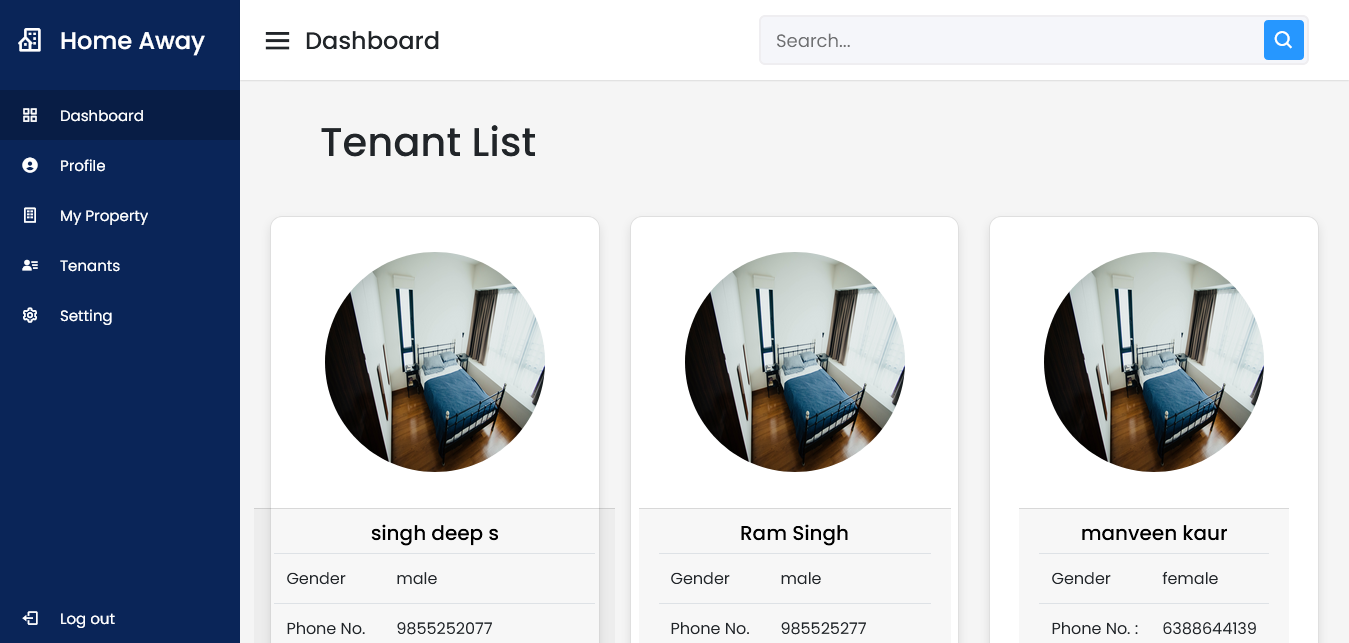 Home Away
Dashboard
Search...
Dashboard
Profile
My Property
Tenants
Setting
Log out
Tenant List
singh deep s
Gender male
Phone No. 9855252077
Ram Singh
Gender male
Phone No. 985525277
manveen kaur
Gender female
Phone No. : 6388644139